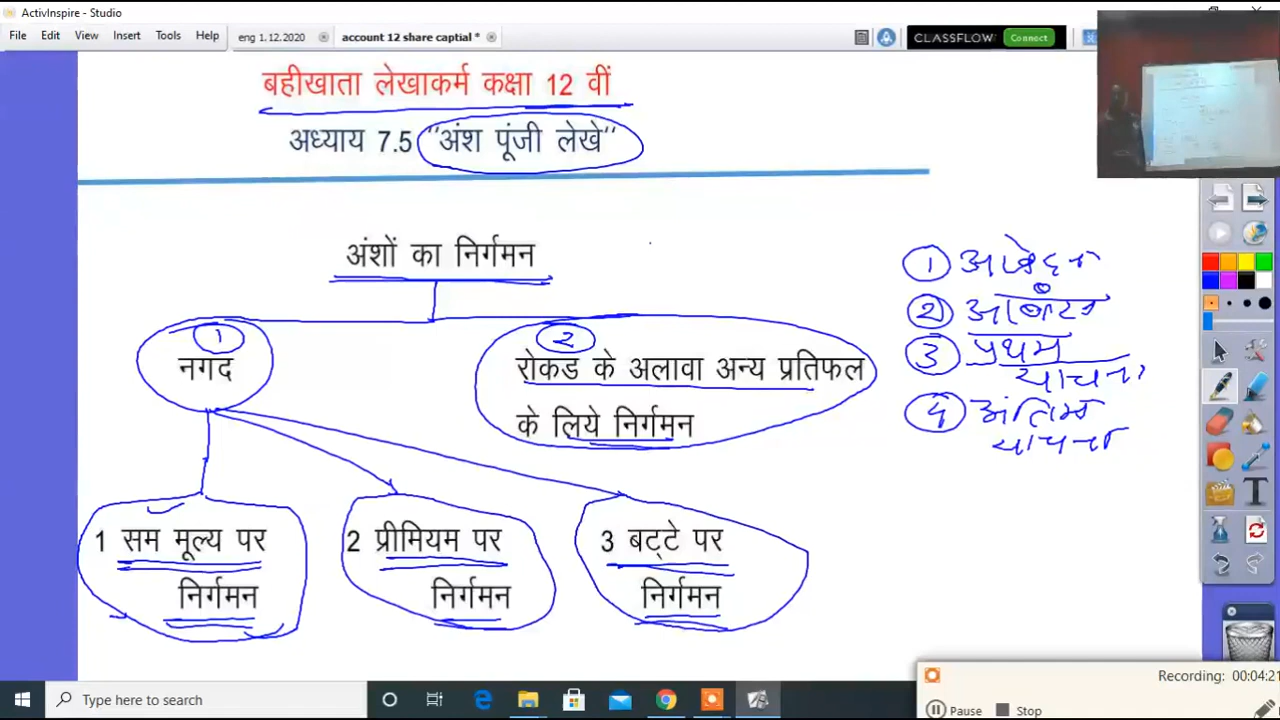 ActivInspire - Studio
File Edit View Insert Tools Help
eng 1.12.2020
account 12 share captial *
CLASSFLOW
Connect
बहीखाता लेखाकर्म कक्षा 12 वीं
अध्याय 7.5 "अंश पूंजी लेखे"
अंशों का निर्गमन
1
नगद
2
रोकड के अलावा अन्य प्रतिफल
के लिये निर्गमन
1 सम मूल्य पर
निर्गमन
2 प्रीमियम पर
निर्गमन
3 बट्टे पर
निर्गमन
1 आवेदन
2 आबंटन
3 प्रथम
याचना
4 अंतिम
याचना
T
Recording: 00:04:21
Pause Stop
Type here to search